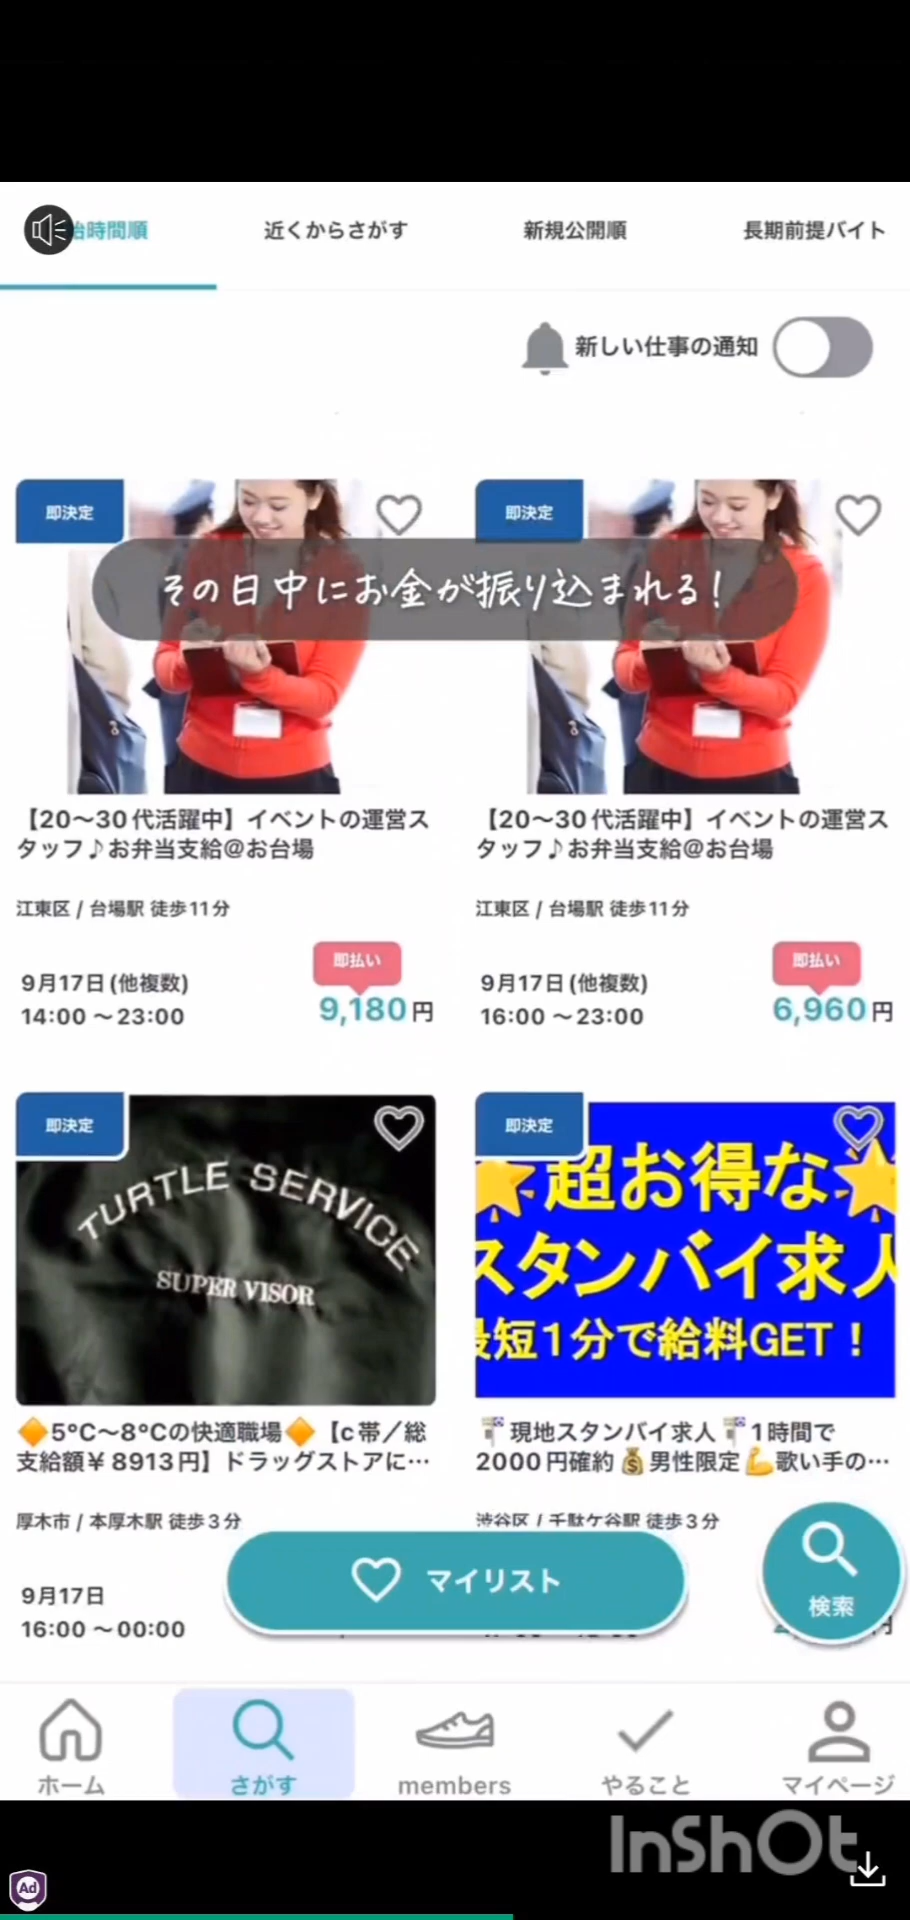 始時間順
近くからさがす
新規公開順
長期前提バイト
新しい仕事の通知
即決定
即決定
その日中にお金が振り込まれる！
【20～30代活躍中】イベントの運営ス
タッフ♪お弁当支給@お台場
江東区 / 台場駅 徒歩11分
9月17日(他複数)
14:00 ～23:00
即払い
9,180円
【20～30代活躍中】イベントの運営ス
タッフ♪お弁当支給@お台場
江東区 / 台場駅 徒歩11分
9月17日(他複数)
16:00 ～23:00
即払い
6,960円
即決定
TURTLE SERVICE
SUPER VISOR
🔶5℃～8℃の快適職場🔶【c帯／総
支給額￥8913円】ドラッグストアに…
厚木市 / 本厚木駅 徒歩3分
9月17日
16:00 ～00:00
即決定
🌟超お得な🌟
スタンバイ求人
最短1分で給料GET！
🚏現地スタンバイ求人🚏1時間で
2000円確約💰男性限定💪歌い手の…
渋谷区 / 千駄ケ谷駅 徒歩3分
円
マイリスト
検索
ホーム
さがす
members
やること
マイページ
InShOt
Ad